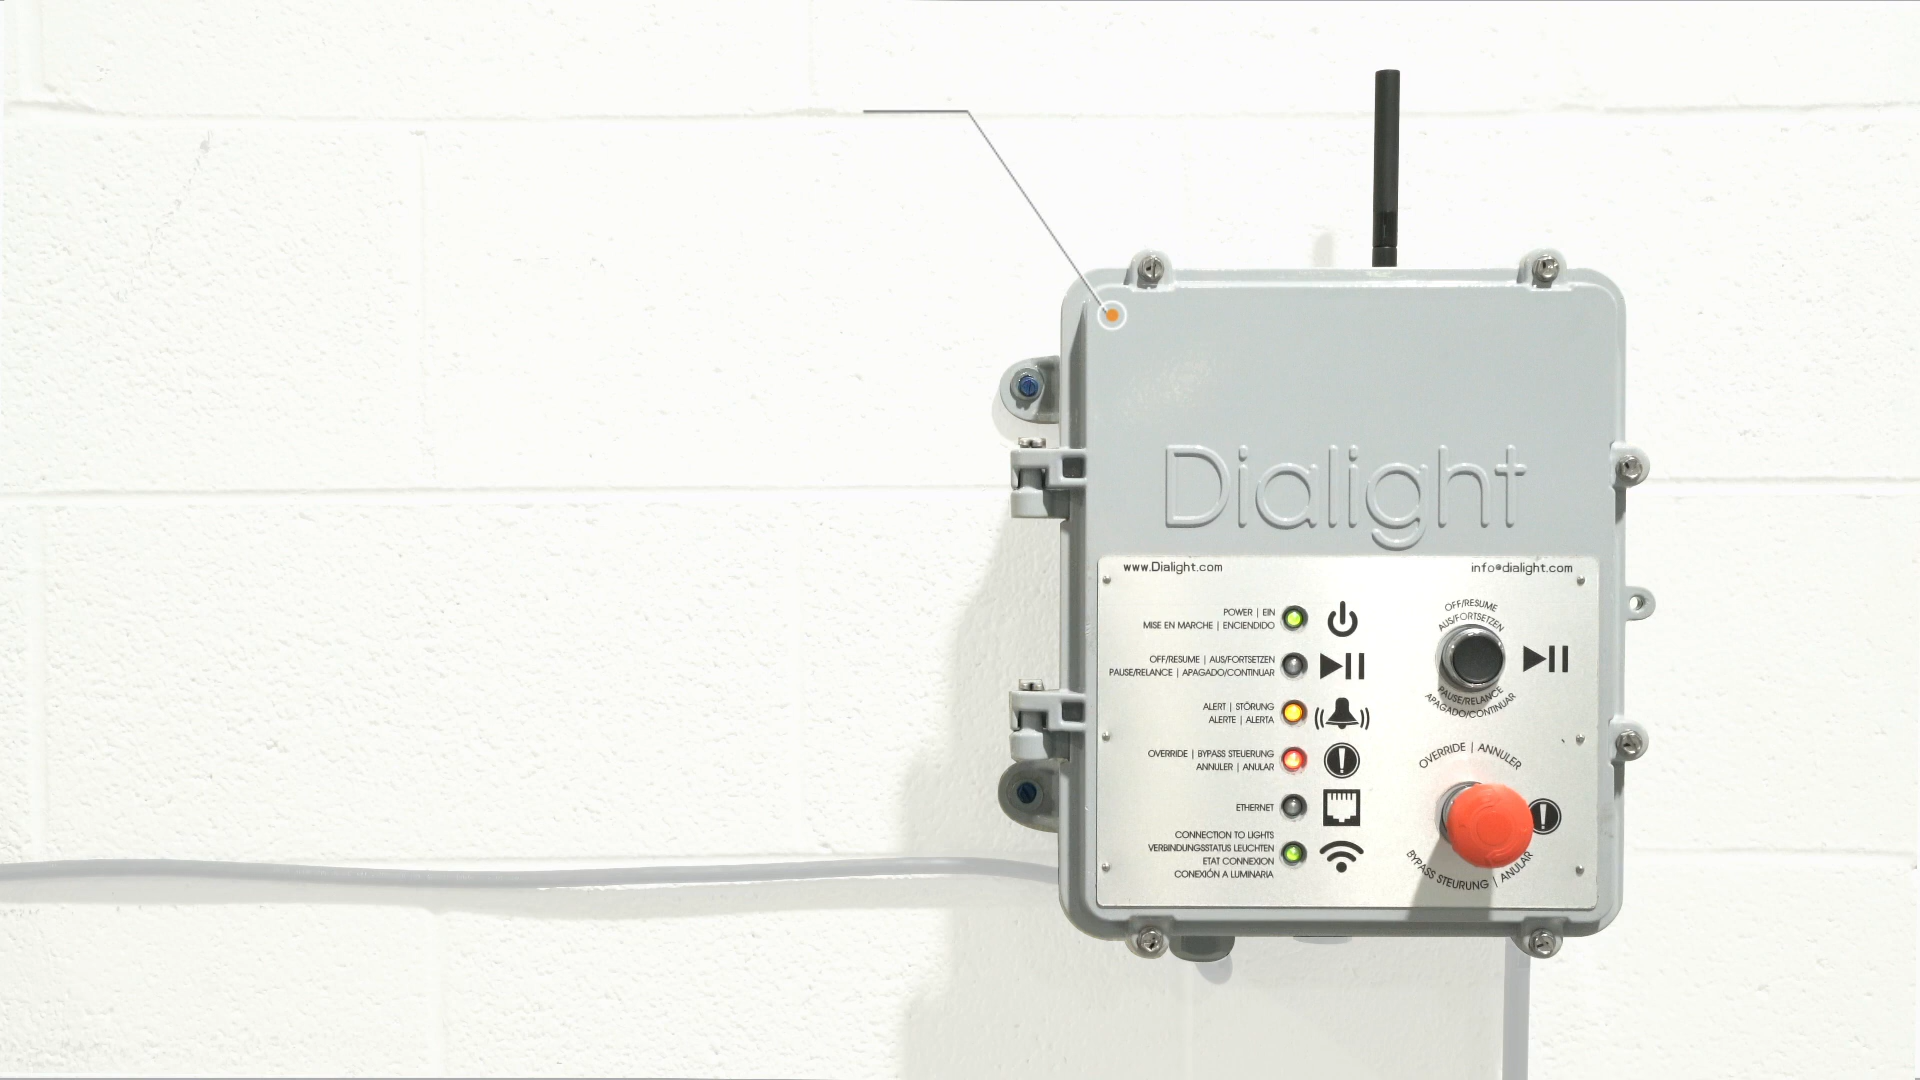 Dialight
www.Dialight.com
info@dialight.com
POWER | EIN
MISE EN MARCHE | ENCIENDIDO
OFF/RESUME | AUS/FORTSETZEN
PAUSE/RELANCE | APAGADO/CONTINUAR
ALERT | STÖRUNG
ALERTE | ALERTA
OVERRIDE | BYPASS STEUERUNG
ANNULER | ANULAR
ETHERNET
CONNECTION TO LIGHTS
VERBINDUNGSSTATUS LEUCHTEN
ETAT CONNEXION
CONEXIÓN A LUMINARIA
OFF/RESUME
AUS/FORTSETZEN
PAUSE/RELANCE
APAGADO/CONTINUAR
OVERRIDE | ANNULER
BYPASS STEURUNG | ANULAR